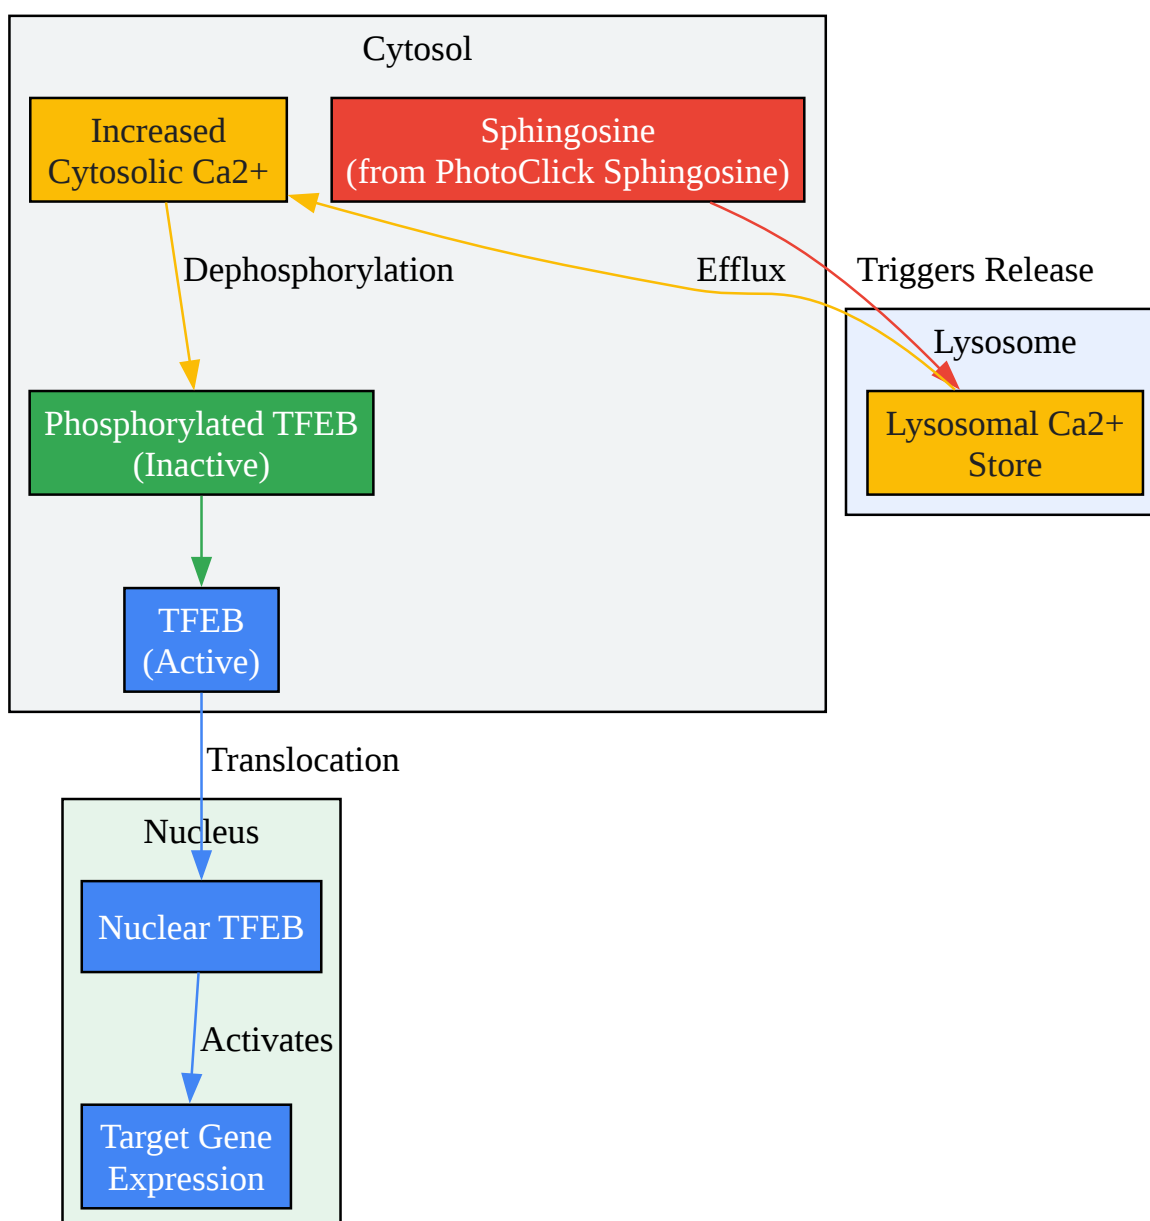 Cytosol
Increased
Cytosolic Ca2+
Sphingosine
(from PhotoClick Sphingosine)
Dephosphorylation
Efflux
Triggers Release
Lysosome
Phosphorylated TFEB
(Inactive)
Lysosomal Ca2+
Store
TFEB
(Active)
Translocation
Nucleus
Nuclear TFEB
Activates
Target Gene
Expression